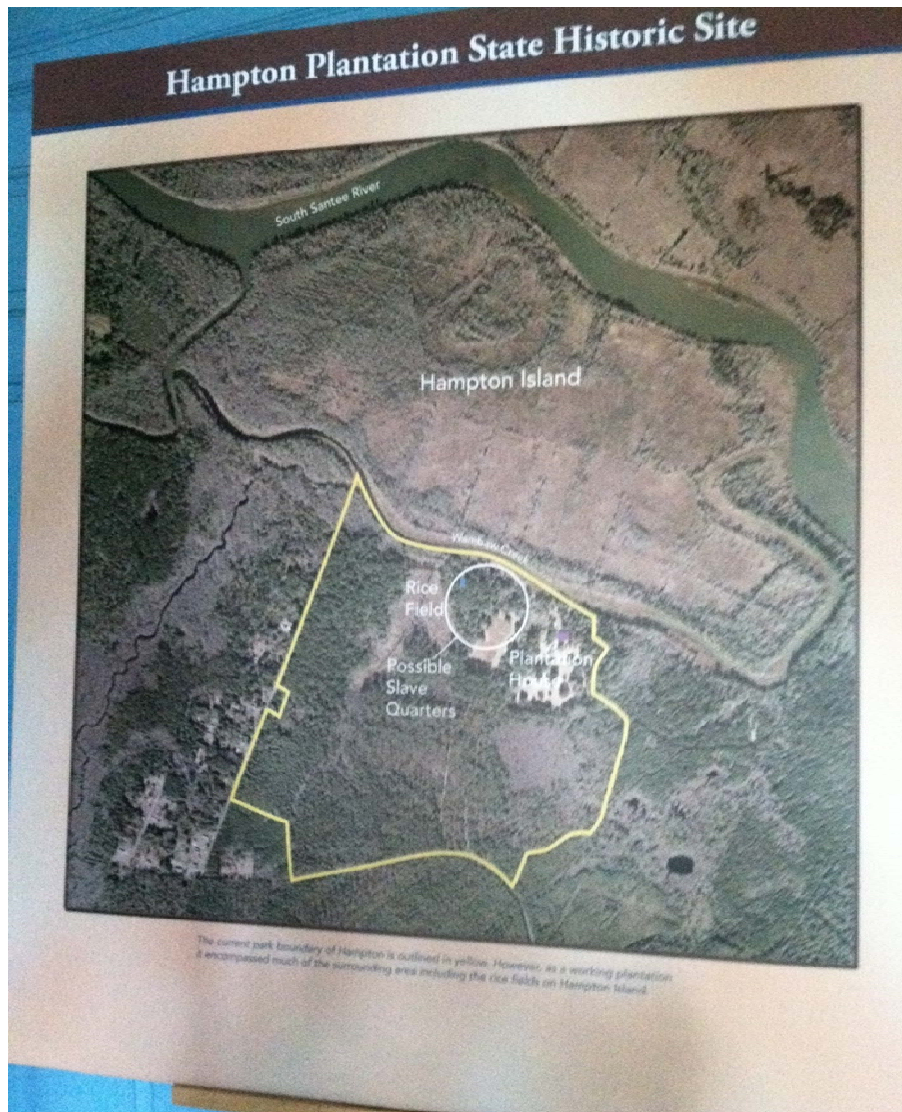 Hampton Plantation State Historic Site
South Santee River
Hampton Island
Wambaw Creek
Rice
Field
Possible
Slave
Quarters
Plantation
House
The current park boundary of Hampton is outlined in yellow. However, as a working plantation
it encompassed much of the surrounding area including the rice fields on Hampton Island.